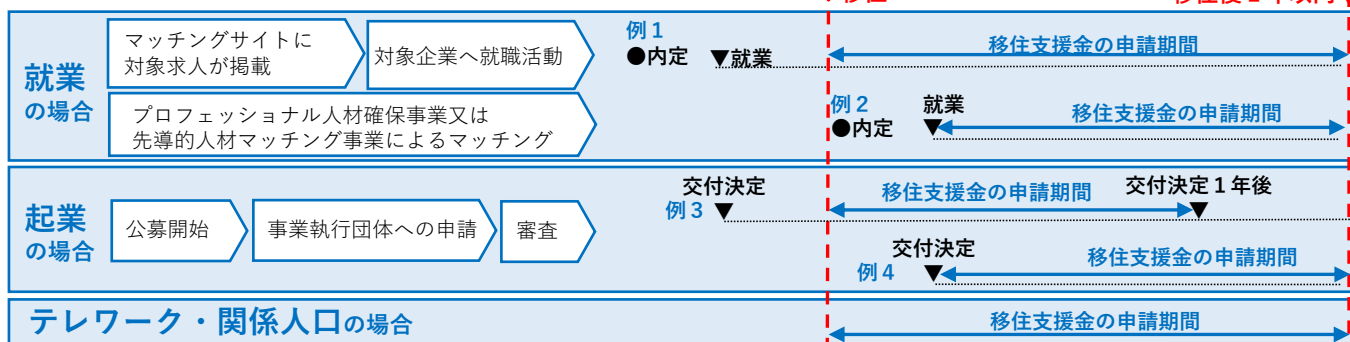 移住
移住後1年以内
就業
の場合
マッチングサイトに
対象求人が掲載
対象企業へ就職活動
プロフェッショナル人材確保事業又は
先導的人材マッチング事業によるマッチング
例1
●内定 ▼就業
移住支援金の申請期間
例2 就業
●内定 ▼
移住支援金の申請期間
起業
の場合
公募開始
事業執行団体への申請
審査
交付決定
例3 ▼
移住支援金の申請期間
交付決定1年後
▼
交付決定
例4 ▼
移住支援金の申請期間
テレワーク・関係人口の場合
移住支援金の申請期間